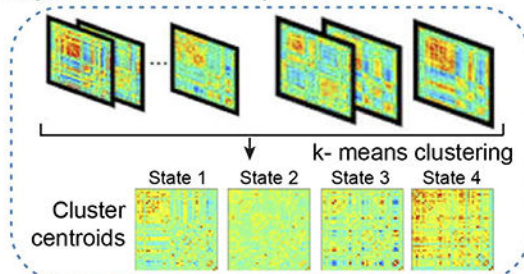 ...
k- means clustering
State 1 State 2 State 3 State 4
Cluster
centroids